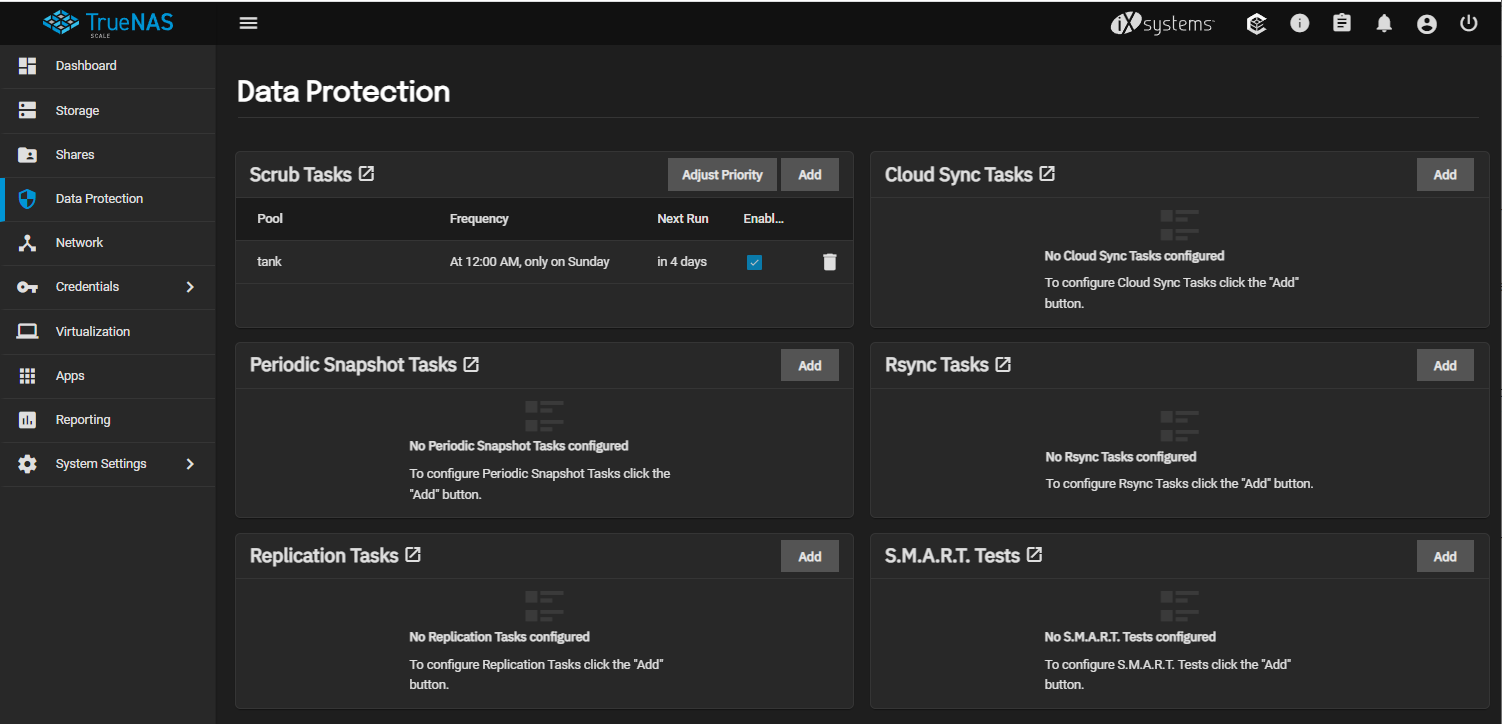 TrueNAS
SCALE
iXsystems
Dashboard
Storage
Shares
Data Protection
Network
Credentials
Virtualization
Apps
Reporting
System Settings
Data Protection
Scrub Tasks
Adjust Priority
Add
Pool
Frequency
Next Run
Enabl...
tank
At 12:00 AM, only on Sunday
in 4 days
Cloud Sync Tasks
Add
No Cloud Sync Tasks configured
To configure Cloud Sync Tasks click the "Add"
button.
Periodic Snapshot Tasks
Add
No Periodic Snapshot Tasks configured
To configure Periodic Snapshot Tasks click the
"Add" button.
Rsync Tasks
Add
No Rsync Tasks configured
To configure Rsync Tasks click the "Add" button.
Replication Tasks
Add
No Replication Tasks configured
To configure Replication Tasks click the "Add"
button.
S.M.A.R.T. Tests
Add
No S.M.A.R.T. Tests configured
To configure S.M.A.R.T. Tests click the "Add"
button.